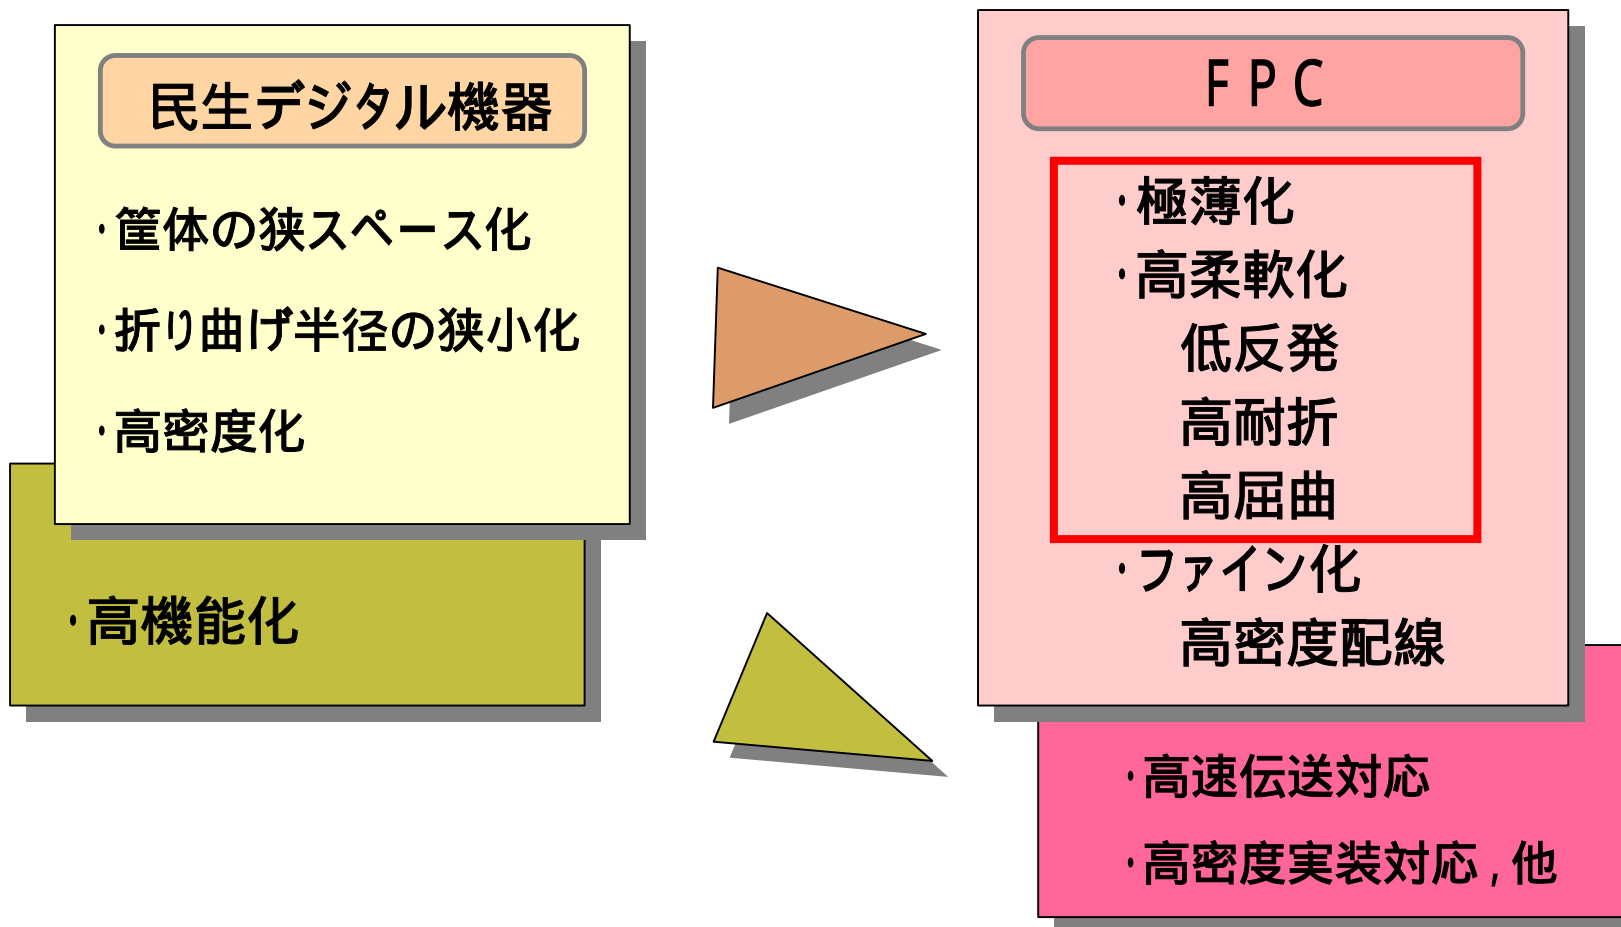 民生デジタル機器
・筐体の狭スペース化
・折り曲げ半径の狭小化
・高密度化
・高機能化
FPC
・極薄化
・高柔軟化
低反発
高耐折
高屈曲
・ファイン化
高密度配線
・高速伝送対応
・高密度実装対応,他